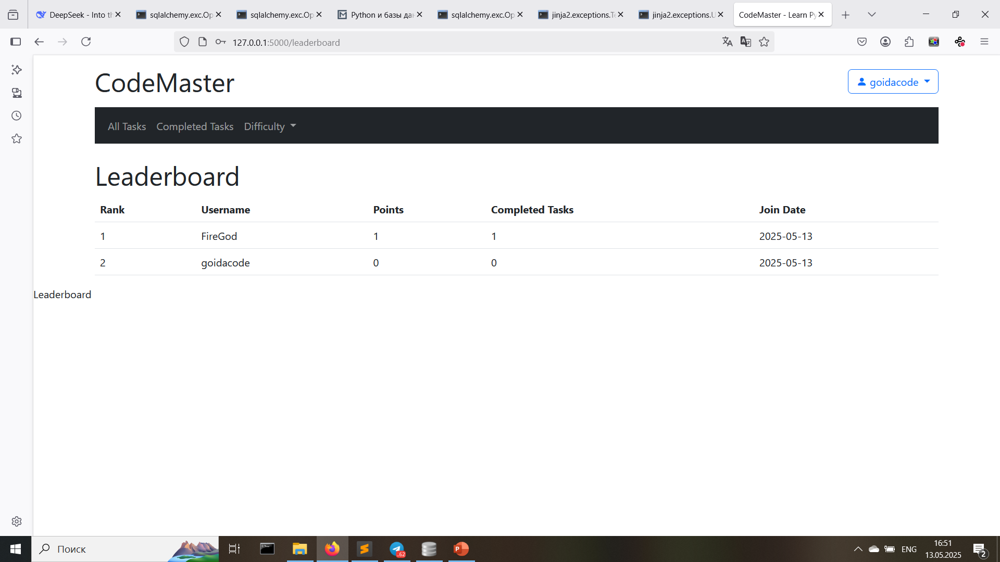 DeepSeek - Into th
sqlalchemy.exc.Op
sqlalchemy.exc.Op
Python и базы дан
sqlalchemy.exc.Op
jinja2.exceptions.Te
jinja2.exceptions.U
CodeMaster - Learn Py
127.0.0.1:5000/leaderboard
CodeMaster
goidacode
All Tasks Completed Tasks Difficulty
Leaderboard
Rank Username Points Completed Tasks Join Date
1 FireGod 1 1 2025-05-13
2 goidacode 0 0 2025-05-13
Leaderboard
Поиск
..62
P
ENG
16:51
13.05.2025
2